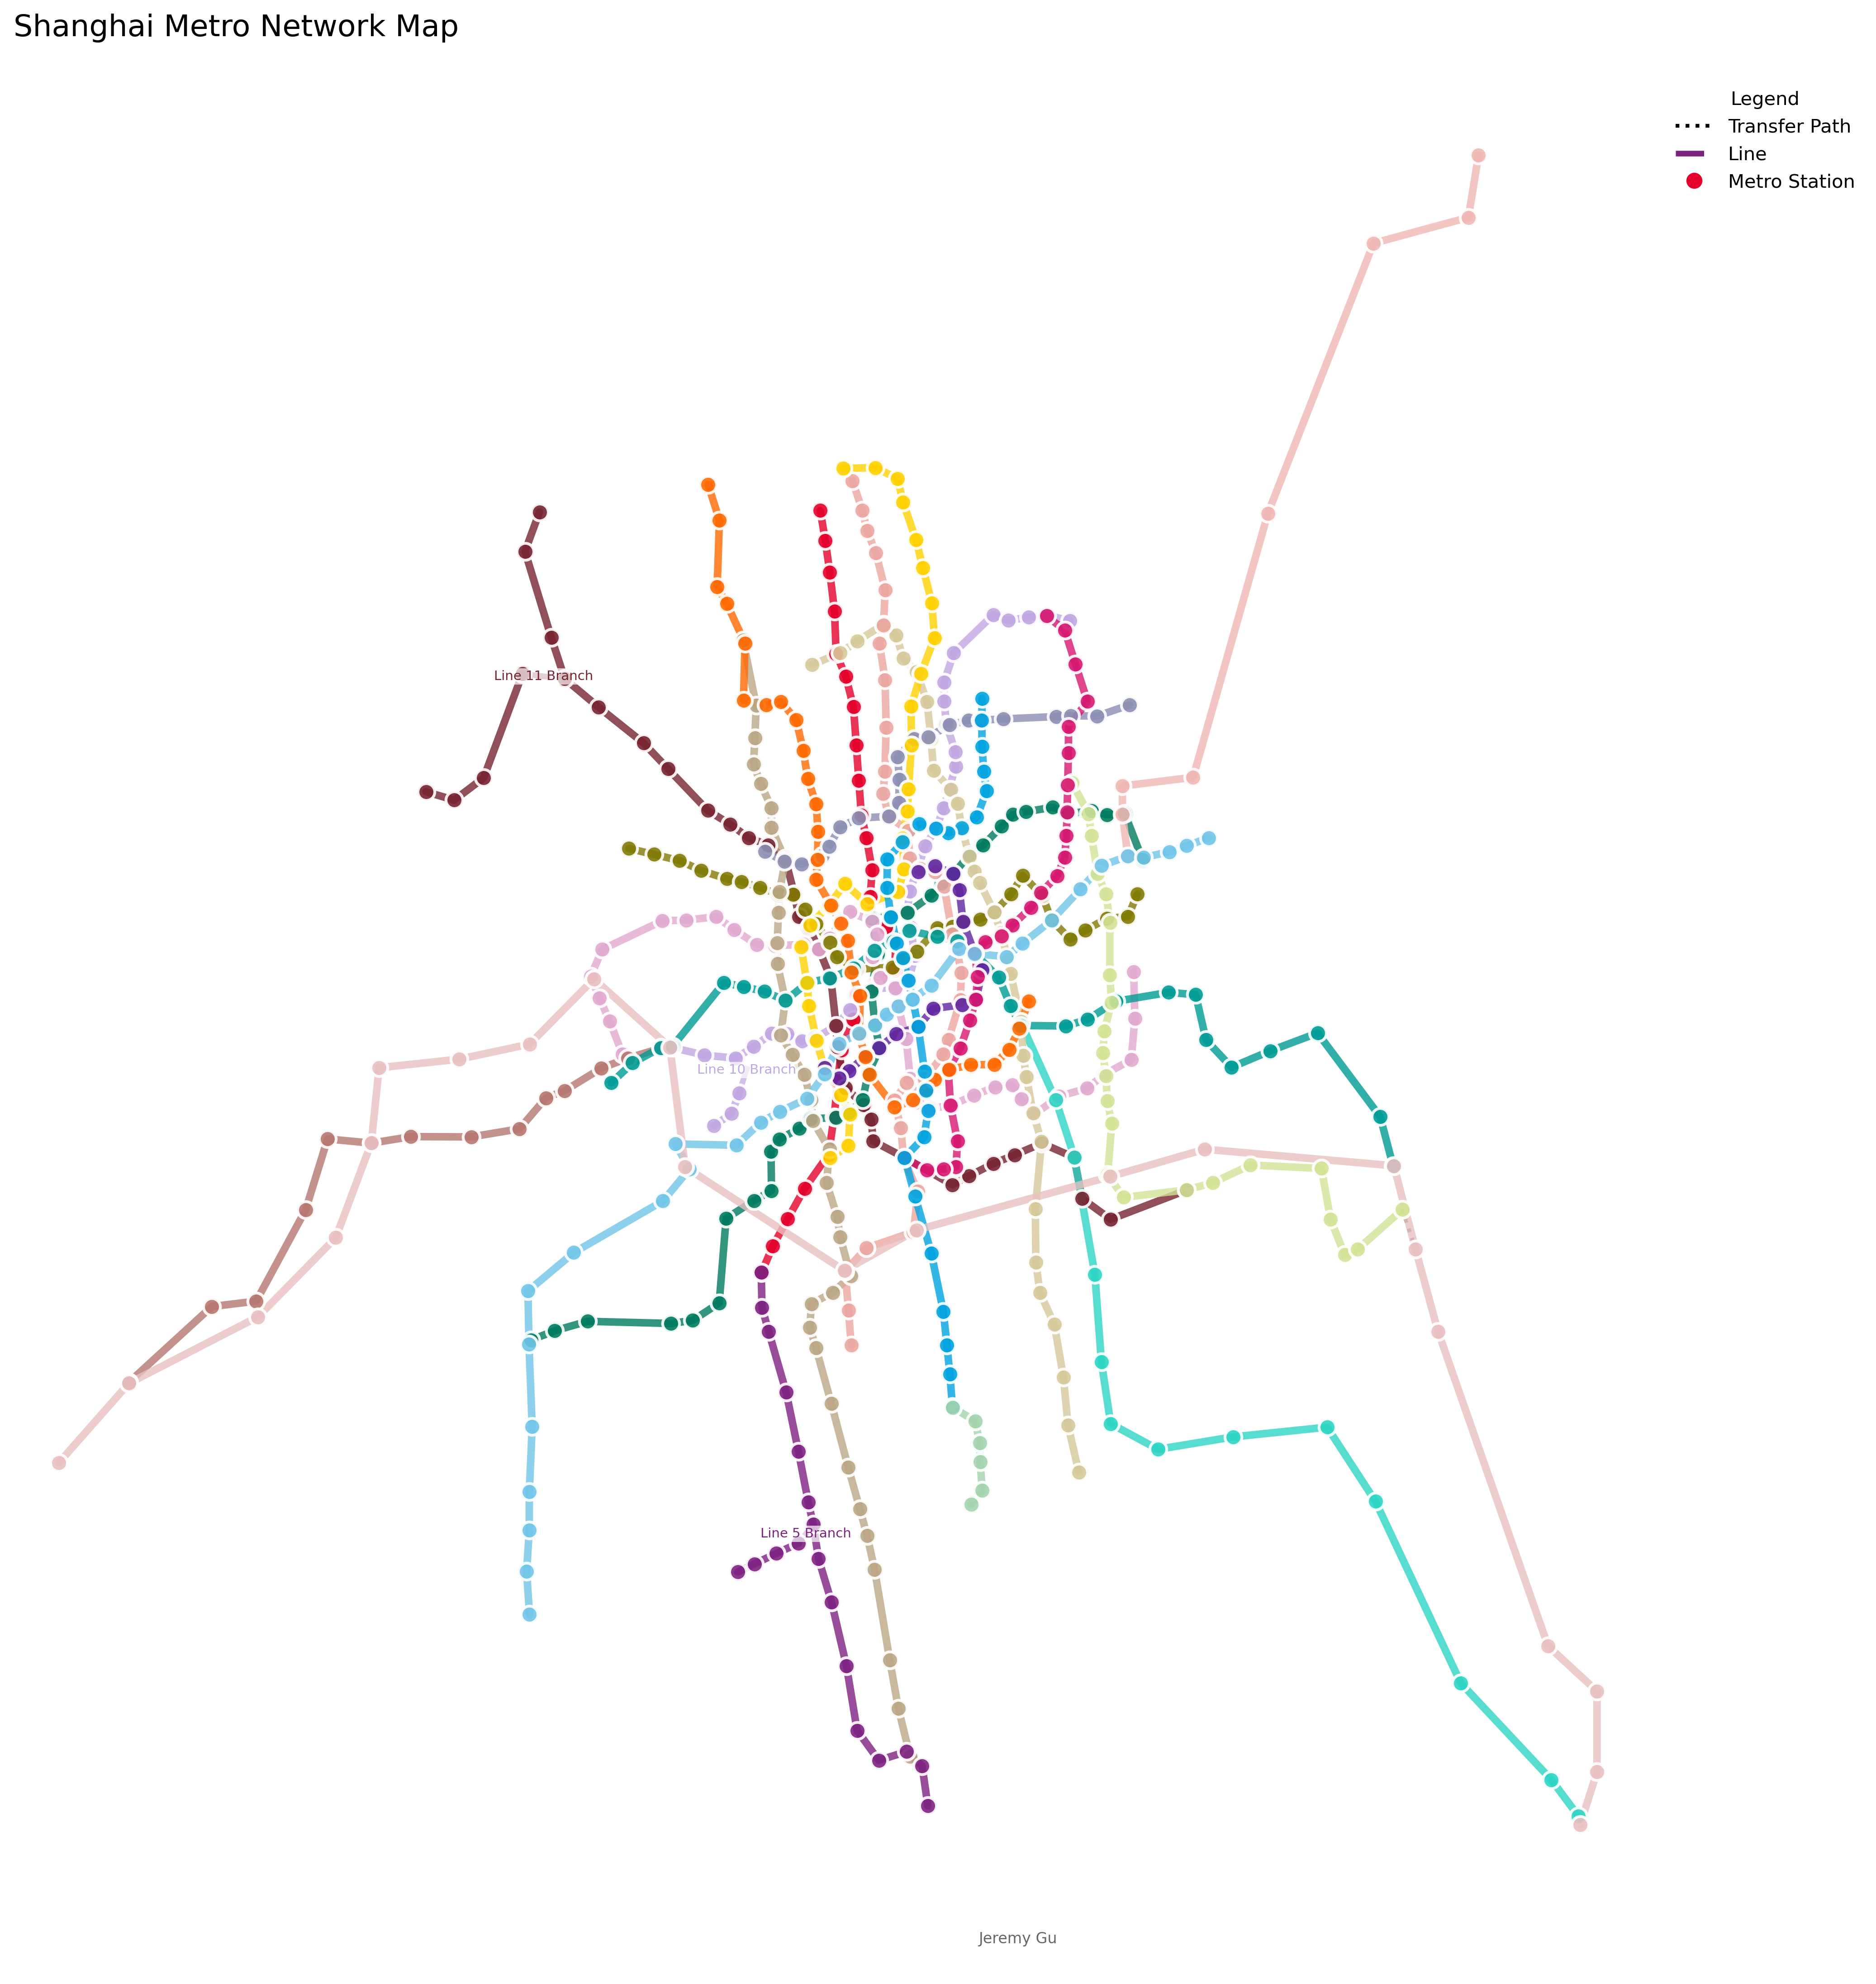 Shanghai Metro Network Map
Legend
Transfer Path
Line
Metro Station
Line 11 Branch
Line 10 Branch
Line 5 Branch
Jeremy Gu